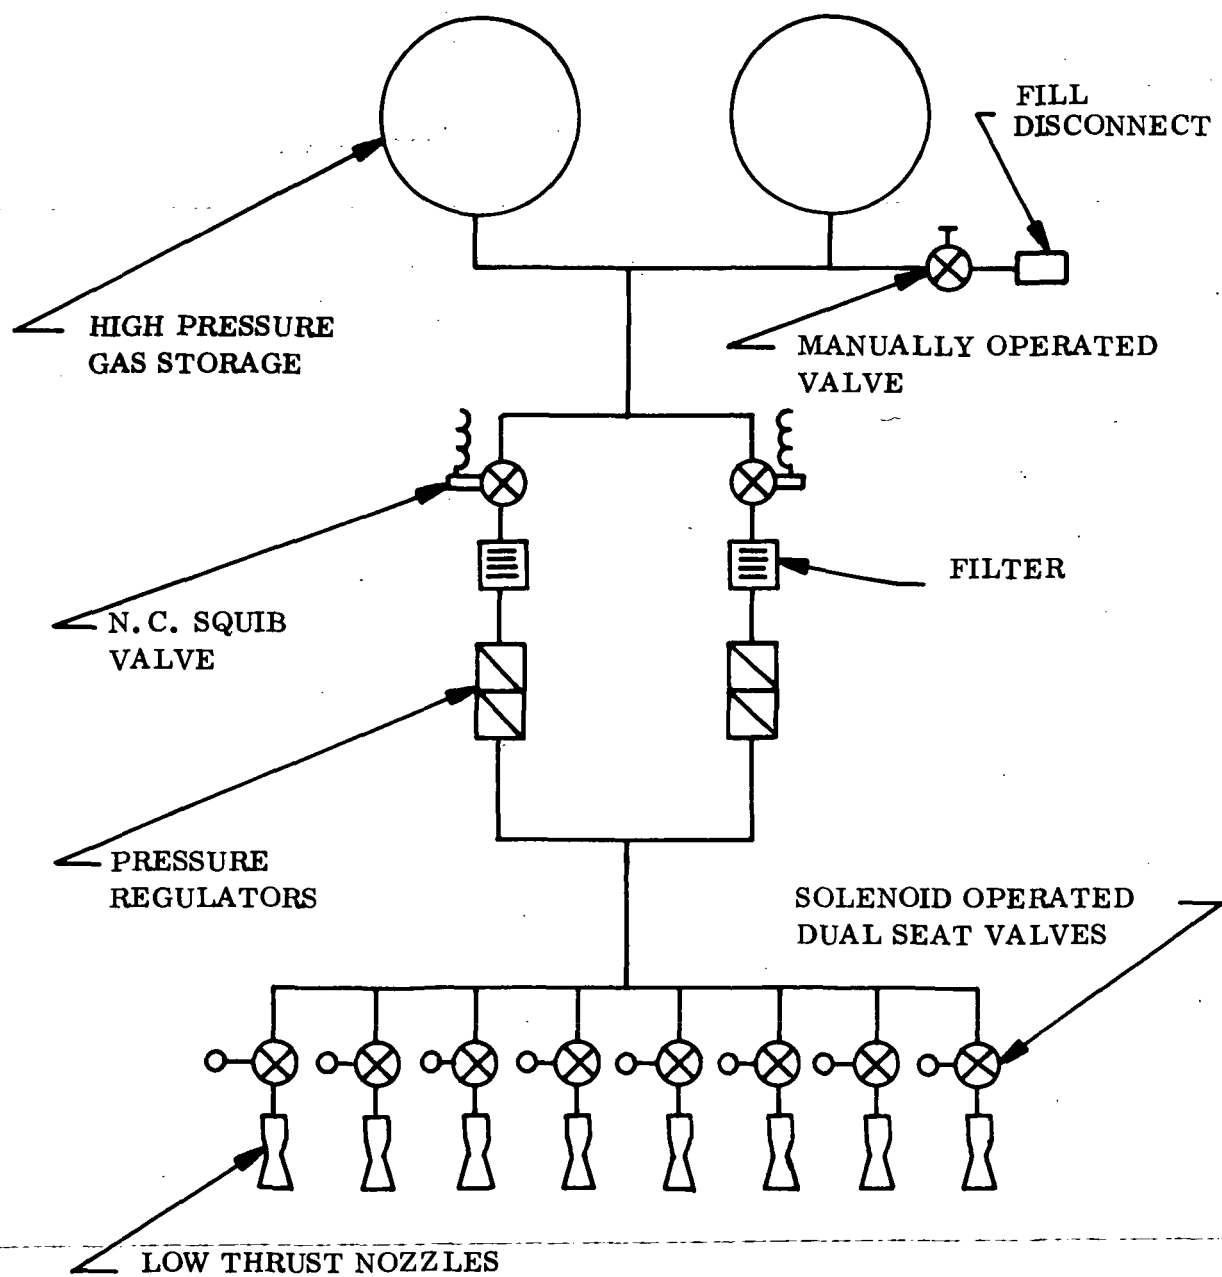 FILL
DISCONNECT
HIGH PRESSURE
GAS STORAGE
MANUALLY OPERATED
VALVE
FILTER
N. C. SQUIB
VALVE
PRESSURE
REGULATORS
SOLENOID OPERATED
DUAL SEAT VALVES
LOW THRUST NOZZLES